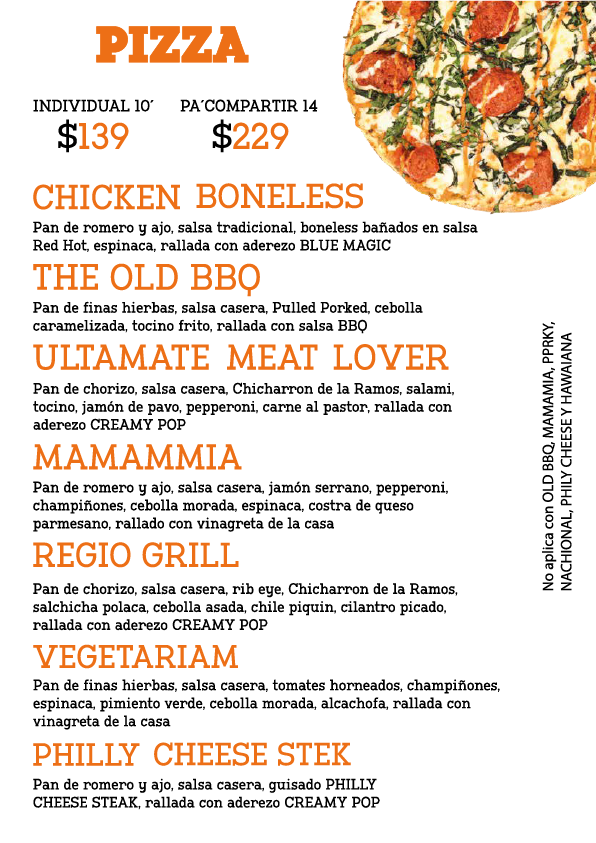 PIZZA
INDIVIDUAL 10´ PA´COMPARTIR 14
$139 $229
CHICKEN BONELESS
Pan de romero y ajo, salsa tradicional, boneless bañados en salsa
Red Hot, espinaca, rallada con aderezo BLUE MAGIC
THE OLD BBQ
Pan de finas hierbas, salsa casera, Pulled Porked, cebolla
caramelizada, tocino frito, rallada con salsa BBQ
ULTAMATE MEAT LOVER
Pan de chorizo, salsa casera, Chicharron de la Ramos, salami,
tocino, jamón de pavo, pepperoni, carne al pastor, rallada con
aderezo CREAMY POP
MAMAMMIA
Pan de romero y ajo, salsa casera, jamón serrano, pepperoni,
champiñones, cebolla morada, espinaca, costra de queso
parmesano, rallado con vinagreta de la casa
REGIO GRILL
Pan de chorizo, salsa casera, rib eye, Chicharron de la Ramos,
salchicha polaca, cebolla asada, chile piquin, cilantro picado,
rallada con aderezo CREAMY POP
VEGETARIAM
Pan de finas hierbas, salsa casera, tomates horneados, champiñones,
espinaca, pimiento verde, cebolla morada, alcachofa, rallada con
vinagreta de la casa
PHILLY CHEESE STEK
Pan de romero y ajo, salsa casera, guisado PHILLY
CHEESE STEAK, rallada con aderezo CREAMY POP
No aplica con OLD BBQ, MAMAMIA, PPRKY,
NACHIONAL, PHILY CHEESE Y HAWAIANA